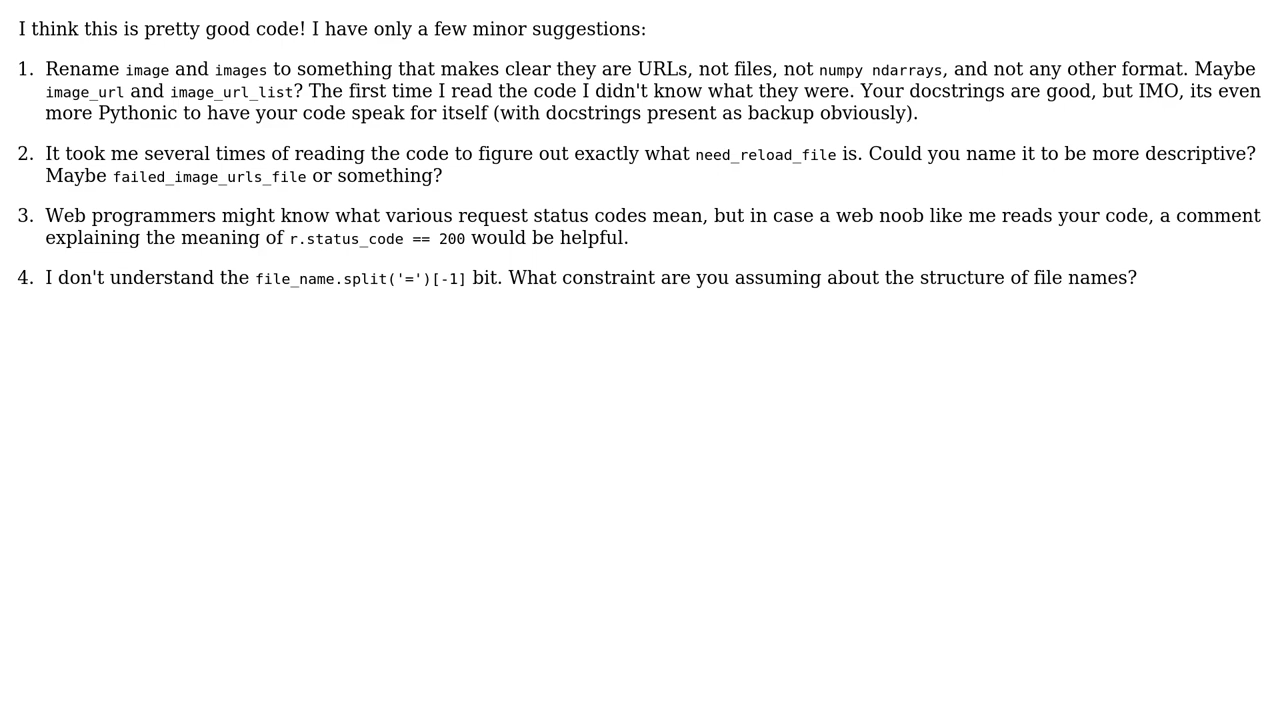 I think this is pretty good code! I have only a few minor suggestions:
1. Rename image and images to something that makes clear they are URLs, not files, not numpy ndarrays, and not any other format. Maybe
image_url and image_url_list? The first time I read the code I didn't know what they were. Your docstrings are good, but IMO, its even
more Pythonic to have your code speak for itself (with docstrings present as backup obviously).
2. It took me several times of reading the code to figure out exactly what need_reload_file is. Could you name it to be more descriptive?
Maybe failed_image_urls_file or something?
3. Web programmers might know what various request status codes mean, but in case a web noob like me reads your code, a comment
explaining the meaning of r.status_code == 200 would be helpful.
4. I don't understand the file_name.split('=')[-1] bit. What constraint are you assuming about the structure of file names?